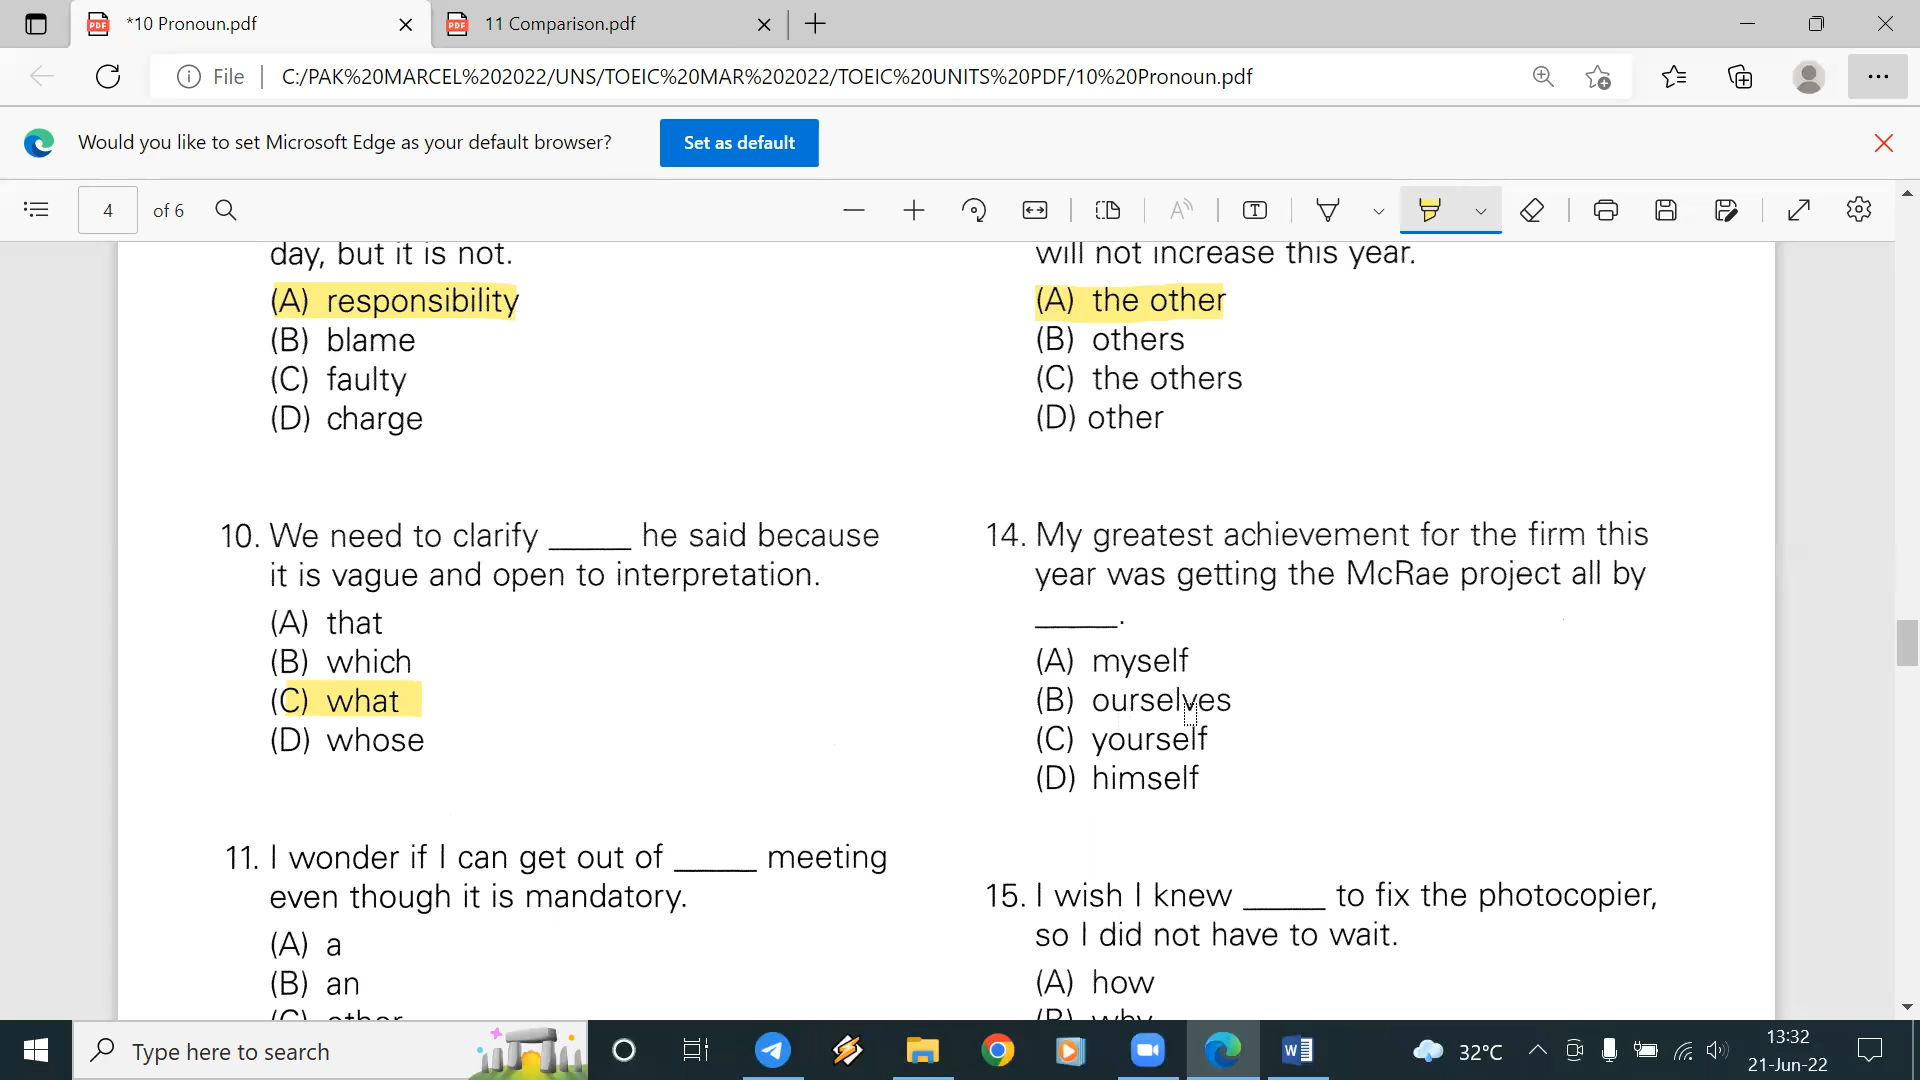 *10 Pronoun.pdf
11 Comparison.pdf
File
C:/PAK%20MARCEL%202022/UNS/TOEIC%20MAR%202022/TOEIC%20UNITS%20PDF/10%20Pronoun.pdf
Would you like to set Microsoft Edge as your default browser?
Set as default
4 of 6
day, but it is not.
(A) responsibility
(B) blame
(C) faulty
(D) charge
10. We need to clarify _____ he said because
it is vague and open to interpretation.
(A) that
(B) which
(C) what
(D) whose
11. I wonder if I can get out of _____ meeting
even though it is mandatory.
(A) a
(B) an
(C) other
will not increase this year.
(A) the other
(B) others
(C) the others
(D) other
14. My greatest achievement for the firm this
year was getting the McRae project all by
_____.
(A) myself
(B) ourselves
(C) yourself
(D) himself
15. I wish I knew _____ to fix the photocopier,
so I did not have to wait.
(A) how
(B) why
Type here to search
32°C
13:32
21-Jun-22